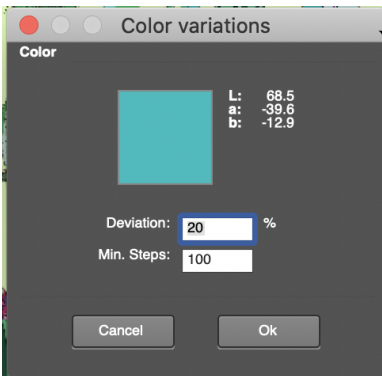 Color variations
Color
L: 68.5
a: -39.6
b: -12.9
Deviation: 20 %
Min. Steps: 100
Cancel Ok